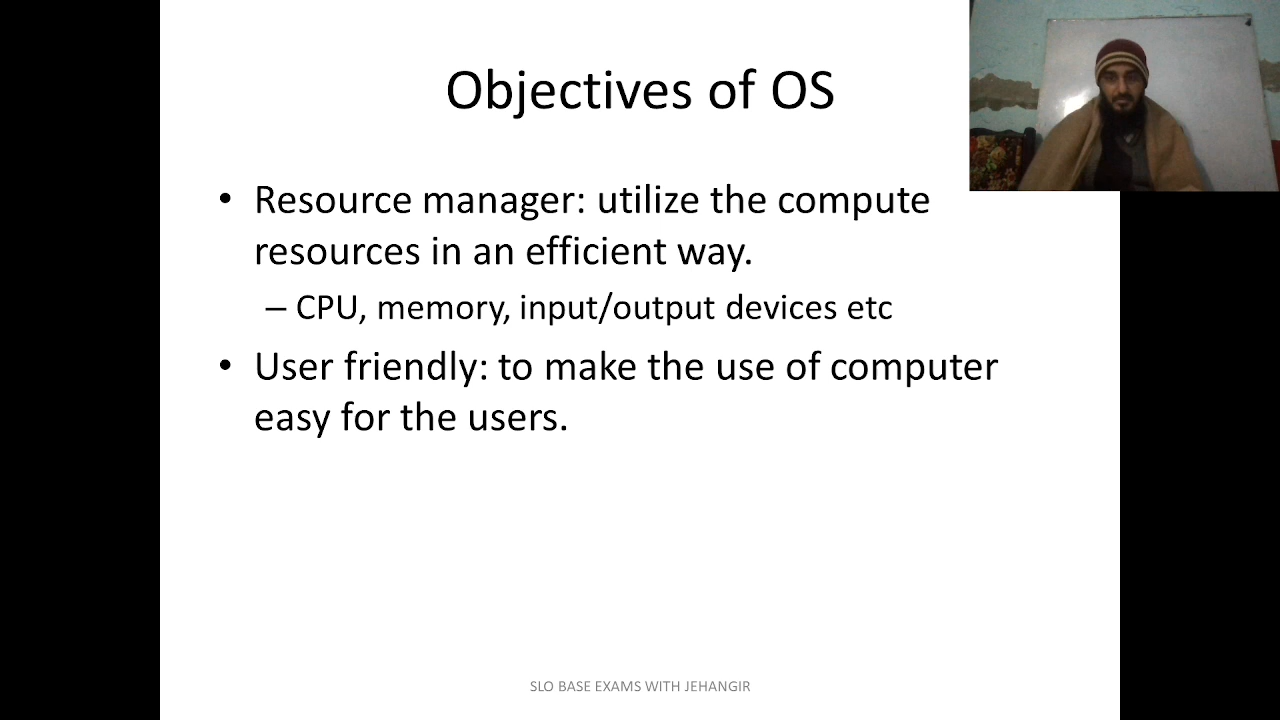 Objectives of OS
• Resource manager: utilize the compute
resources in an efficient way.
– CPU, memory, input/output devices etc
• User friendly: to make the use of computer
easy for the users.
SLO BASE EXAMS WITH JEHANGIR